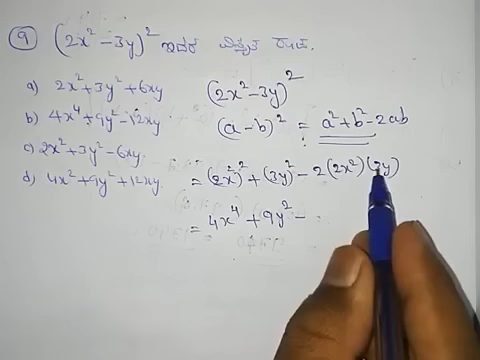 9 (2x² - 3y)² ಇದರ ವಿಸ್ತೃತ ರೂಪ.
a) 2x² + 3y² + 6xy
b) 4x⁴ + 9y² - 12xy
c) 2x² + 3y² - 6xy
d) 4x² + 9y² + 12xy
(2x² - 3y)²
(a - b)² = a² + b² - 2ab
= (2x²)² + (3y)² - 2(2x²)(3y)
= 4x⁴ + 9y² -